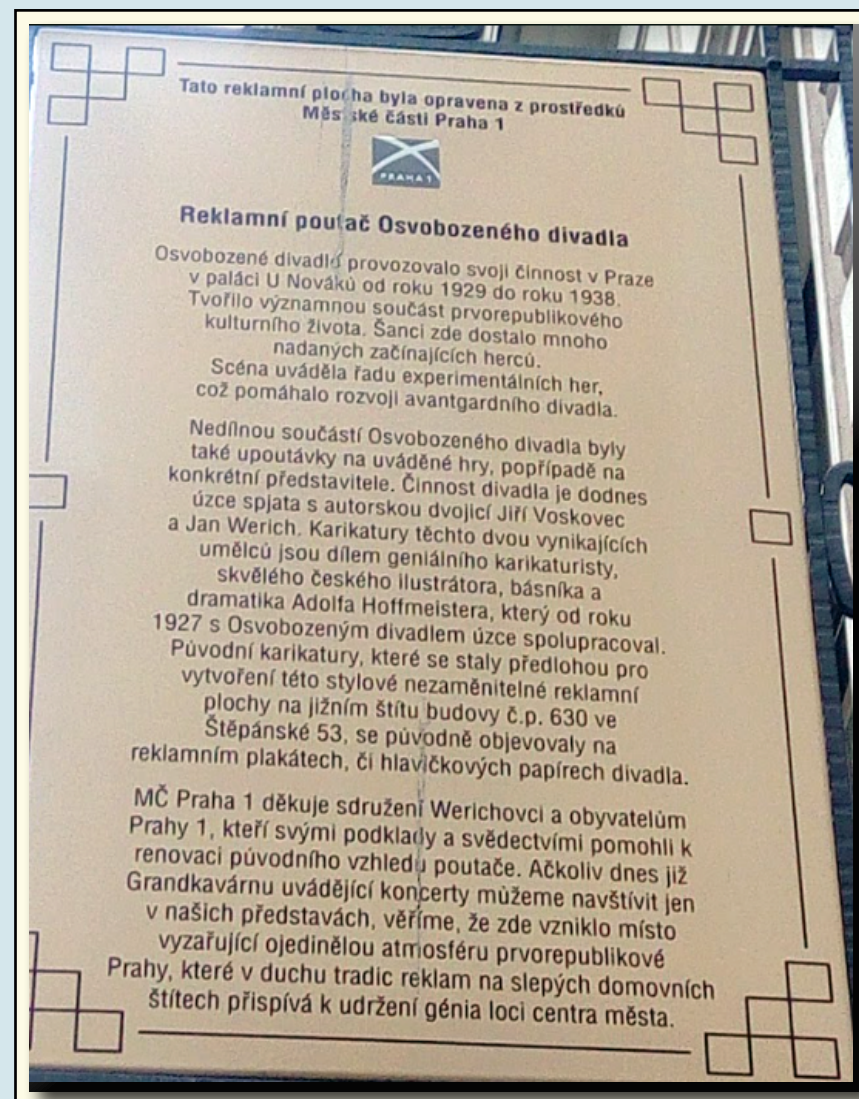 Tato reklamní plocha byla opravena z prostředků
Městské části Praha 1
PRAHA 1
Reklamní poutač Osvobozeného divadla
Osvobozené divadlo provozovalo svoji činnost v Praze
v paláci U Nováků od roku 1929 do roku 1938.
Tvořilo významnou součást prvorepublikového
kulturního života. Šanci zde dostalo mnoho
nadaných začínajících herců.
Scéna uváděla řadu experimentálních her,
což pomáhalo rozvoji avantgardního divadla.
Nedílnou součástí Osvobozeného divadla byly
také upoutávky na uváděné hry, popřípadě na
konkrétní představitele. Činnost divadla je dodnes
úzce spjata s autorskou dvojicí Jiří Voskovec
a Jan Werich. Karikatury těchto dvou vynikajících
umělců jsou dílem geniálního karikaturisty,
skvělého českého ilustrátora, básníka a
dramatika Adolfa Hoffmeistera, který od roku
1927 s Osvobozeným divadlem úzce spolupracoval.
Původní karikatury, které se staly předlohou pro
vytvoření této stylové nezaměnitelné reklamní
plochy na jižním štítu budovy č.p. 630 ve
Štěpánské 53, se původně objevovaly na
reklamním plakátech, či hlavičkových papírech divadla.
MČ Praha 1 děkuje sdružení Werichovci a obyvatelům
Prahy 1, kteří svými podklady a svědectvími pomohli k
renovaci původního vzhledu poutače. Ačkoliv dnes již
Grandkavárnu uvádějící koncerty můžeme navštívit jen
v našich představách, věříme, že zde vzniklo místo
vyzařující ojedinělou atmosféru prvorepublikové
Prahy, které v duchu tradic reklam na slepých domovních
štítech přispívá k udržení génia loci centra města.